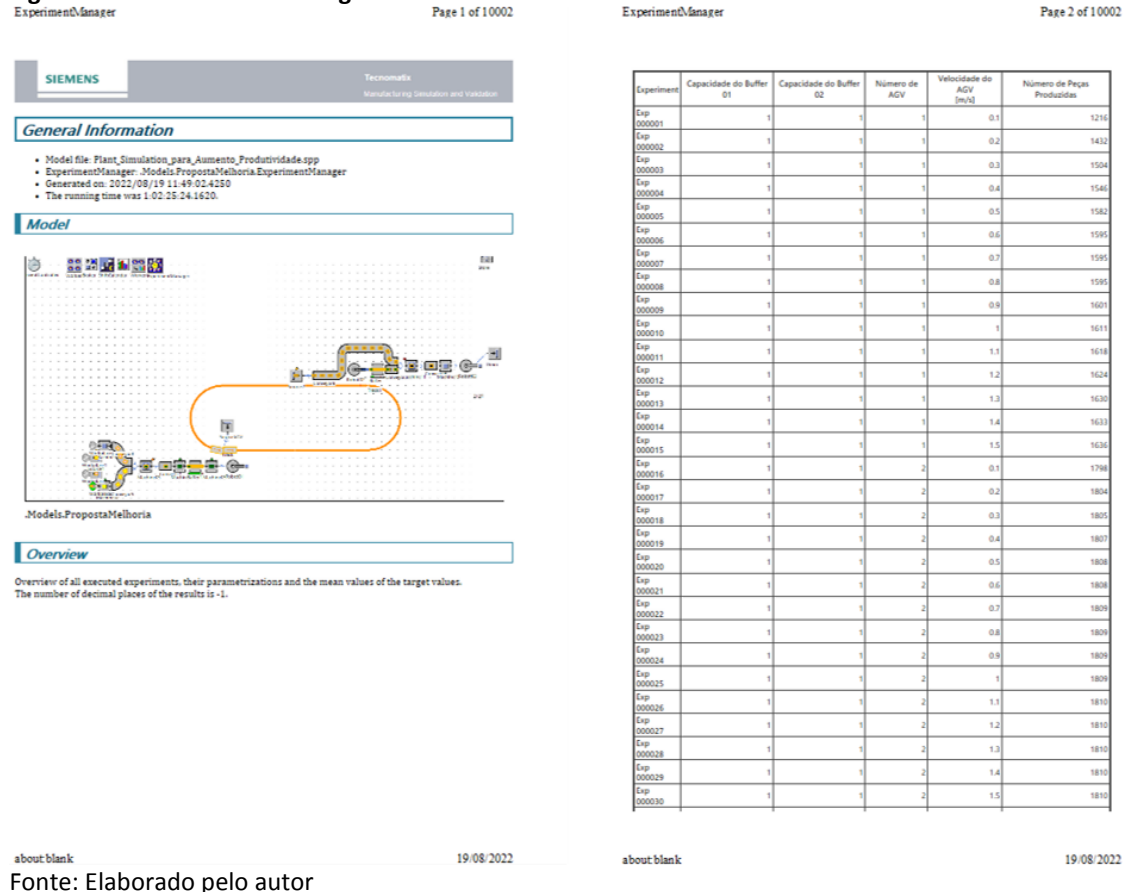 ExperimentManager Page 1 of 10002
SIEMENS
Tecnomatix
Manufacturing Simulation and Validation
General Information
• Model file: Plant_Simulation_para_Aumento_Produtividade.spp
• ExperimentManager: .Models.PropostaMelhoria.ExperimentManager
• Generated on: 2022/08/19 11:49:02.4250
• The running time was 1:02:25:24.1620.
Model
.Models.PropostaMelhoria
Overview
Overview of all executed experiments, their parametrizations and the mean values of the target values.
The number of decimal places of the results is -1.
about:blank 19/08/2022
ExperimentManager Page 2 of 10002
Experiment Capacidade do Buffer 01 Capacidade do Buffer 02 Número de AGV Velocidade do AGV [m/s] Número de Peças Produzidas
Exp 000001 1 1 1 0.1 1216
Exp 000002 1 1 1 0.2 1432
Exp 000003 1 1 1 0.3 1504
Exp 000004 1 1 1 0.4 1546
Exp 000005 1 1 1 0.5 1582
Exp 000006 1 1 1 0.6 1595
Exp 000007 1 1 1 0.7 1595
Exp 000008 1 1 1 0.8 1595
Exp 000009 1 1 1 0.9 1601
Exp 000010 1 1 1 1 1611
Exp 000011 1 1 1 1.1 1618
Exp 000012 1 1 1 1.2 1624
Exp 000013 1 1 1 1.3 1630
Exp 000014 1 1 1 1.4 1633
Exp 000015 1 1 1 1.5 1636
Exp 000016 1 1 2 0.1 1798
Exp 000017 1 1 2 0.2 1804
Exp 000018 1 1 2 0.3 1805
Exp 000019 1 1 2 0.4 1807
Exp 000020 1 1 2 0.5 1808
Exp 000021 1 1 2 0.6 1808
Exp 000022 1 1 2 0.7 1809
Exp 000023 1 1 2 0.8 1809
Exp 000024 1 1 2 0.9 1809
Exp 000025 1 1 2 1 1809
Exp 000026 1 1 2 1.1 1810
Exp 000027 1 1 2 1.2 1810
Exp 000028 1 1 2 1.3 1810
Exp 000029 1 1 2 1.4 1810
Exp 000030 1 1 2 1.5 1810
about:blank 19/08/2022
Fonte: Elaborado pelo autor